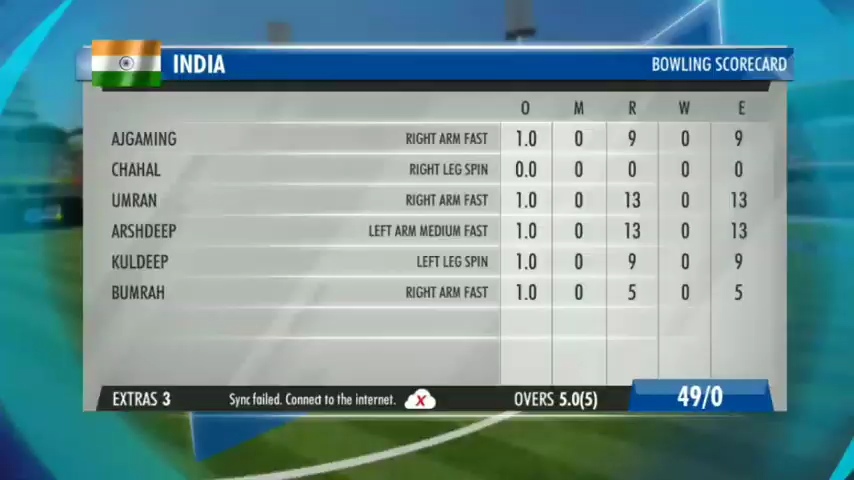 INDIA BOWLING SCORECARD
O M R W E
AJGAMING RIGHT ARM FAST 1.0 0 9 0 9
CHAHAL RIGHT LEG SPIN 0.0 0 0 0 0
UMRAN RIGHT ARM FAST 1.0 0 13 0 13
ARSHDEEP LEFT ARM MEDIUM FAST 1.0 0 13 0 13
KULDEEP LEFT LEG SPIN 1.0 0 9 0 9
BUMRAH RIGHT ARM FAST 1.0 0 5 0 5
EXTRAS 3 Sync failed. Connect to the internet. X OVERS 5.0(5) 49/0